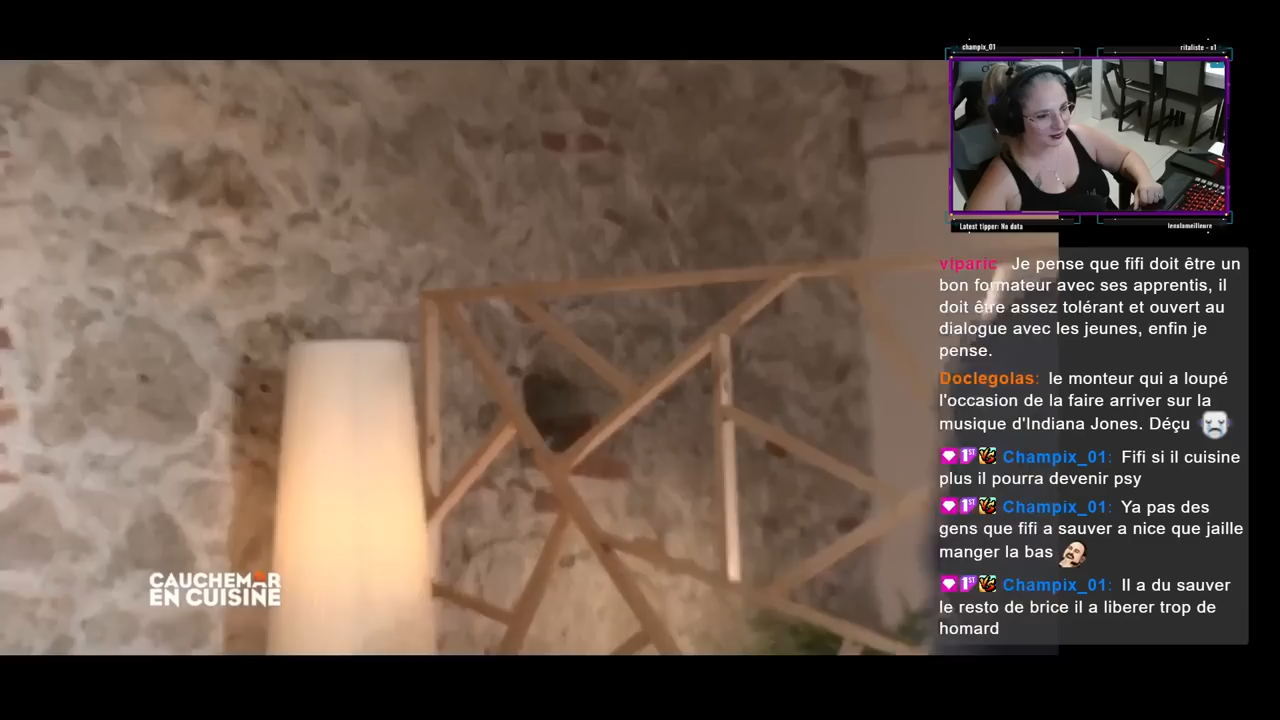 champix_01
ritaliste - x1
Latest tipper: No data
lenalameilleure
viparic: Je pense que fifi doit être un
bon formateur avec ses apprentis, il
doit être assez tolérant et ouvert au
dialogue avec les jeunes, enfin je
pense.
Doclegolas: le monteur qui a loupé
l'occasion de la faire arriver sur la
musique d'Indiana Jones. Déçu
1ST Champix_01: Fifi si il cuisine
plus il pourra devenir psy
1ST Champix_01: Ya pas des
gens que fifi a sauver a nice que jaille
manger la bas
1ST Champix_01: Il a du sauver
le resto de brice il a liberer trop de
homard
CAUCHEMAR
EN CUISINE